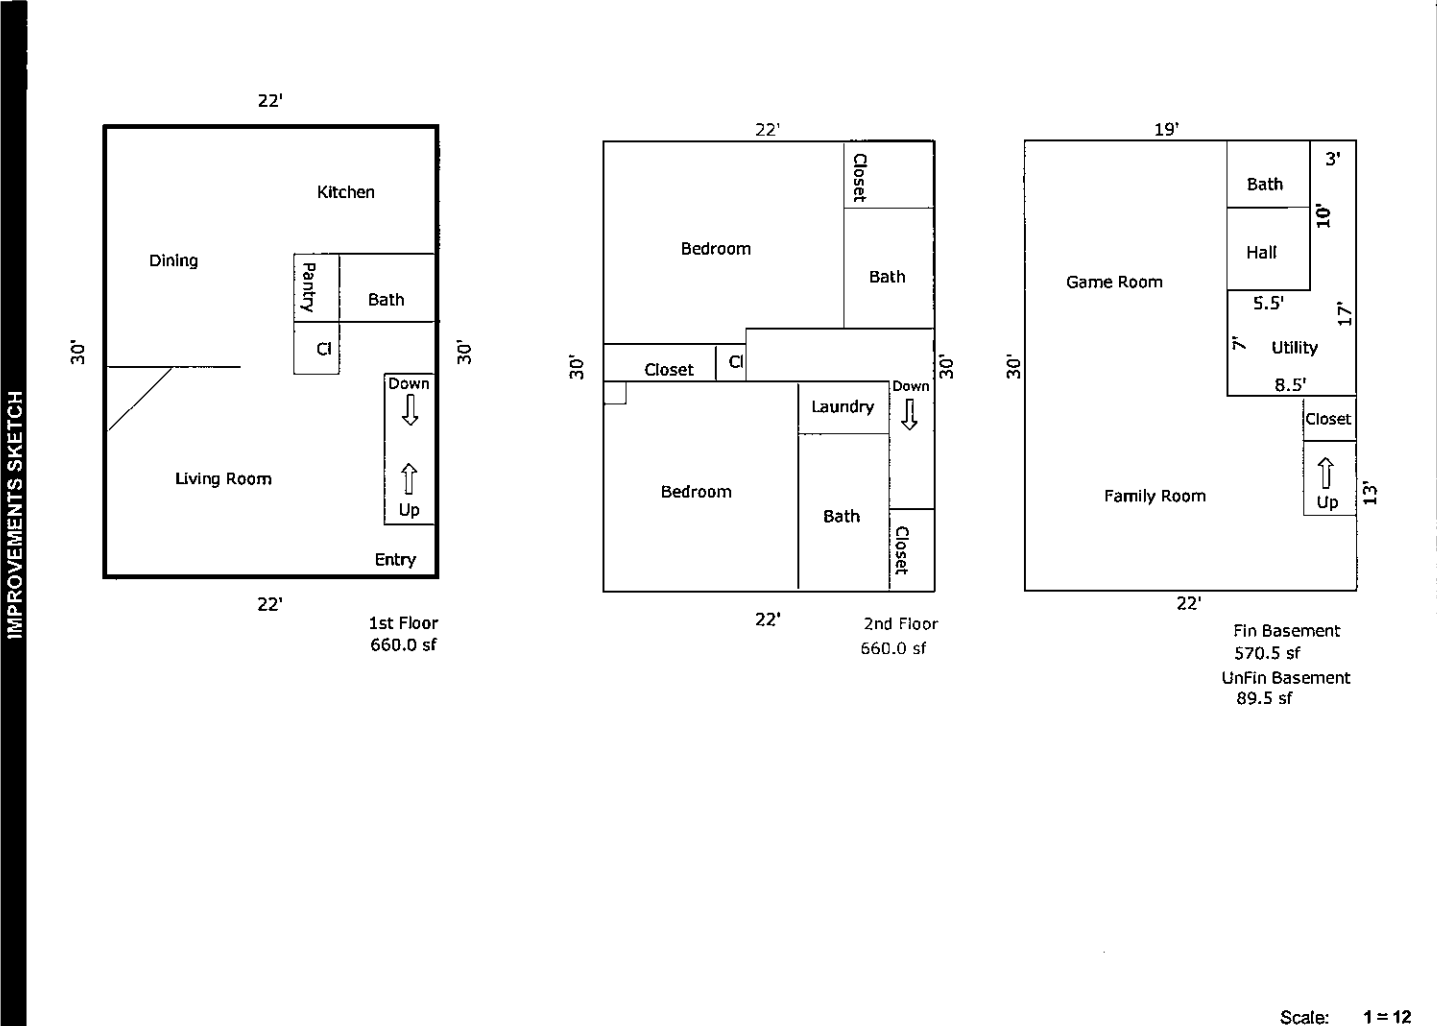 IMPROVEMENTS SKETCH
22'
Kitchen
Dining
Pantry
Bath
Cl
30'
30'
Down
Living Room
Up
Entry
22'
1st Floor
660.0 sf
22'
Closet
Bedroom
Bath
30'
30'
Closet
Cl
Down
Laundry
Bedroom
Bath
Closet
22'
2nd Floor
660.0 sf
19'
3'
Bath
10'
Hall
Game Room
5.5'
17'
7'
Utility
30'
8.5'
Closet
Family Room
Up
13'
22'
Fin Basement
570.5 sf
UnFin Basement
89.5 sf
Scale: 1 = 12